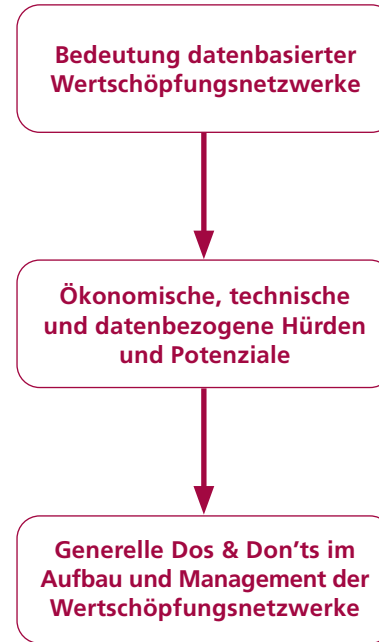 Bedeutung datenbasierter
Wertschöpfungsnetzwerke
Ökonomische, technische
und datenbezogene Hürden
und Potenziale
Generelle Dos & Don’ts im
Aufbau und Management der
Wertschöpfungsnetzwerke